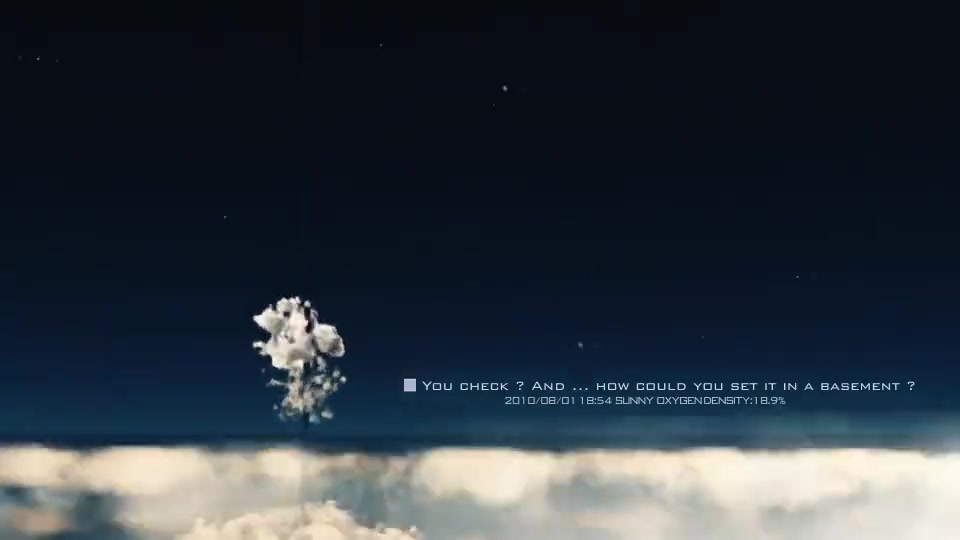 You check ? And ... how could you set it in a basement ?
2010/08/01 18:54 SUNNY OXYGENDENSITY:18.9%